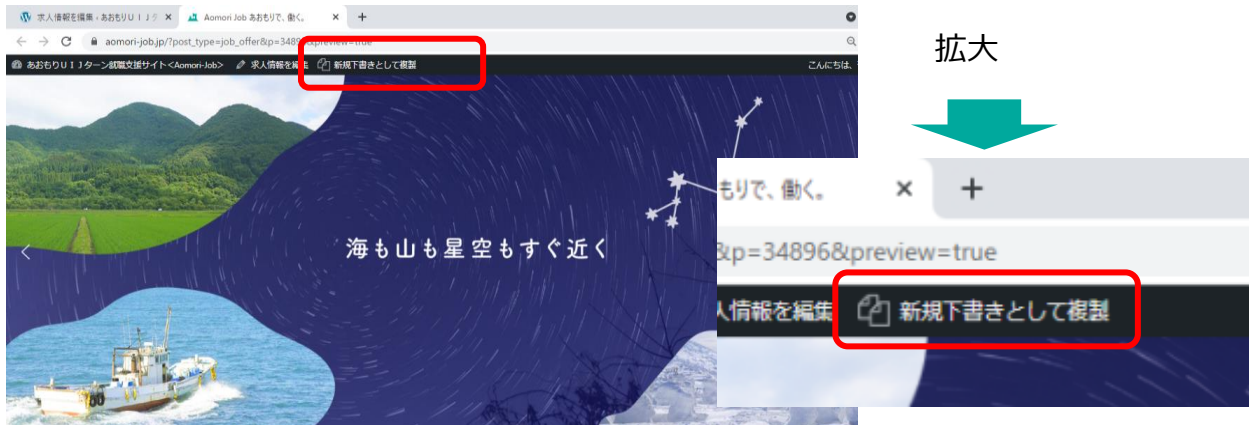 求人情報を編集 ‹ あおもりＵＩＪタ
Aomori Job あおもりで、働く。
aomori-job.jp/?post_type=job_offer&p=34896&preview=true
あおもりＵＩＪターン就職支援サイト<Aomori-Job>
求人情報を編集
新規下書きとして複製
こんにちは、
海も山も星空もすぐ近く
拡大
もりで、働く。
&p=34896&preview=true
人情報を編集
新規下書きとして複製